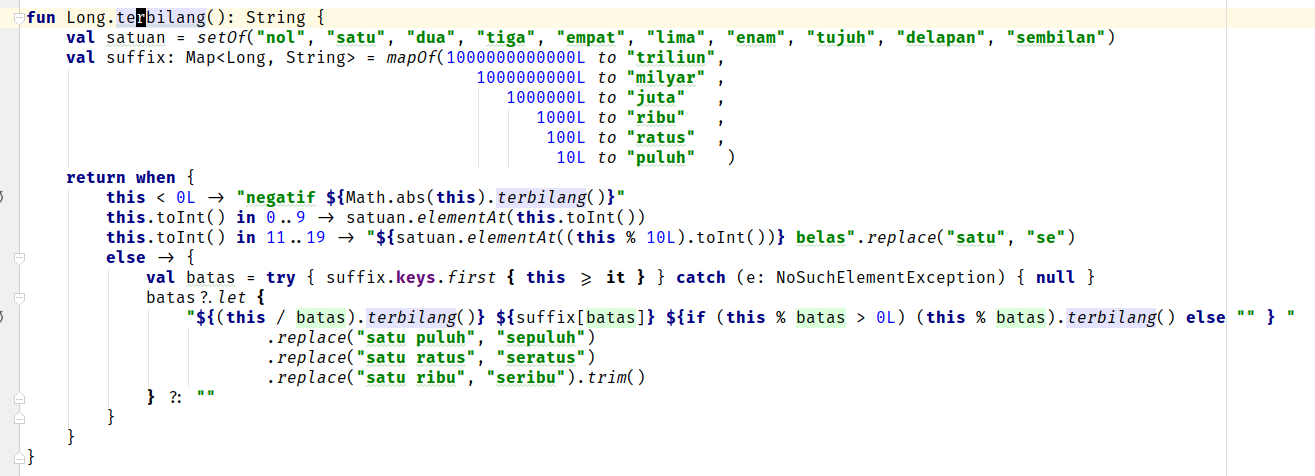 fun Long.terbilang(): String {
    val satuan = setOf("nol", "satu", "dua", "tiga", "empat", "lima", "enam", "tujuh", "delapan", "sembilan")
    val suffix: Map<Long, String> = mapOf(1000000000000L to "triliun",
                                             1000000000L to "milyar" ,
                                                1000000L to "juta"   ,
                                                   1000L to "ribu"   ,
                                                    100L to "ratus"  ,
                                                     10L to "puluh"   )
    return when {
        this < 0L → "negatif ${Math.abs(this).terbilang()}"
        this.toInt() in 0..9 → satuan.elementAt(this.toInt())
        this.toInt() in 11..19 → "${satuan.elementAt((this % 10L).toInt())} belas".replace("satu", "se")
        else → {
            val batas = try { suffix.keys.first { this ⩾ it } } catch (e: NoSuchElementException) { null }
            batas?.let {
                "${(this / batas).terbilang()} ${suffix[batas]} ${if (this % batas > 0L) (this % batas).terbilang() else "" } "
                        .replace("satu puluh", "sepuluh")
                        .replace("satu ratus", "seratus")
                        .replace("satu ribu", "seribu").trim()
            } ?: ""
        }
    }
}